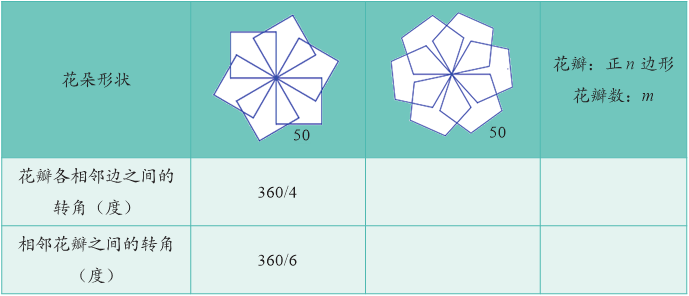 花朵形状
50
50
花瓣：正 n 边形
花瓣数：m
花瓣各相邻边之间的
转角（度）
360/4
相邻花瓣之间的转角
（度）
360/6